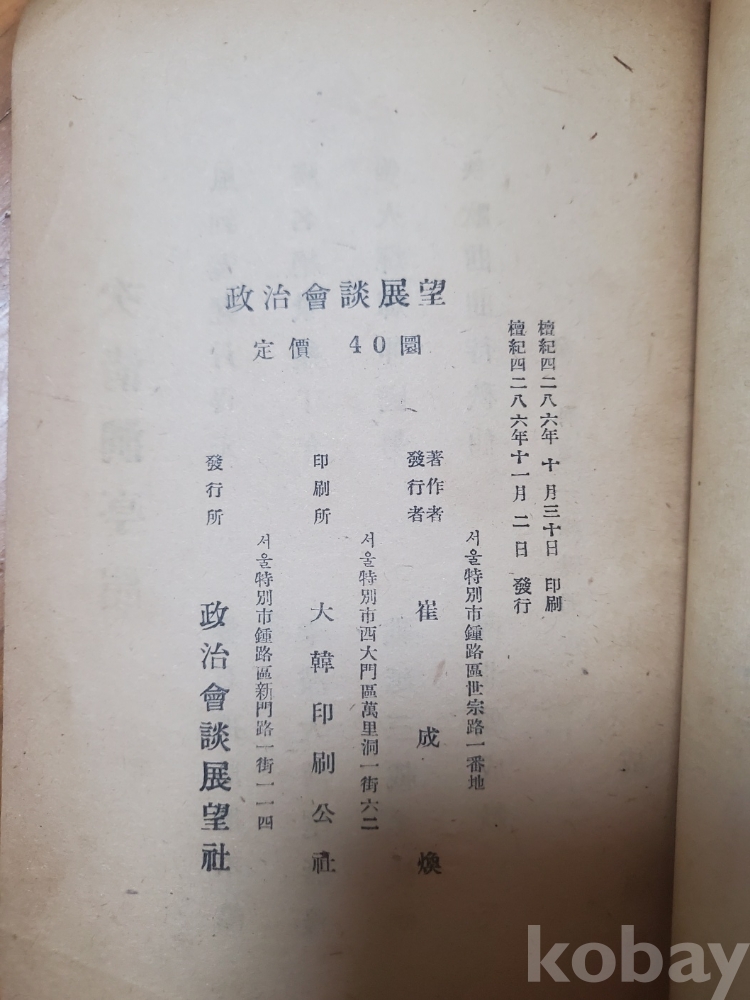 政治會談展望
定價 40圜
檀紀四二八六年 十 月三十日 印刷
檀紀四二八六年十一月 二 日 發行
서울特別市鍾路區世宗路一番地
著作者
發行者
崔成煥
서울特別市西大門區萬里洞一街六二
印刷所 大韓印刷公社
서울特別市鍾路區新門路一街一一四
發行所 政治會談展望社
kobay